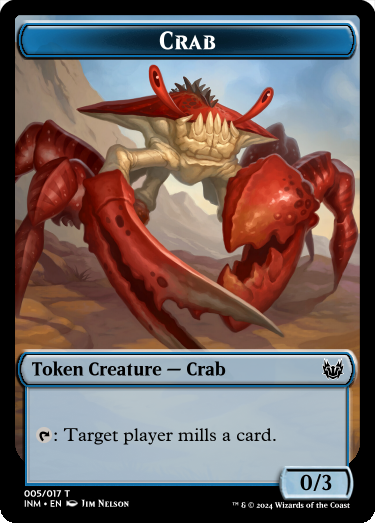 Crab
Token Creature — Crab
: Target player mills a card.
0/3
005/017 T
INM • EN Jim Nelson
™ & © 2024 Wizards of the Coast